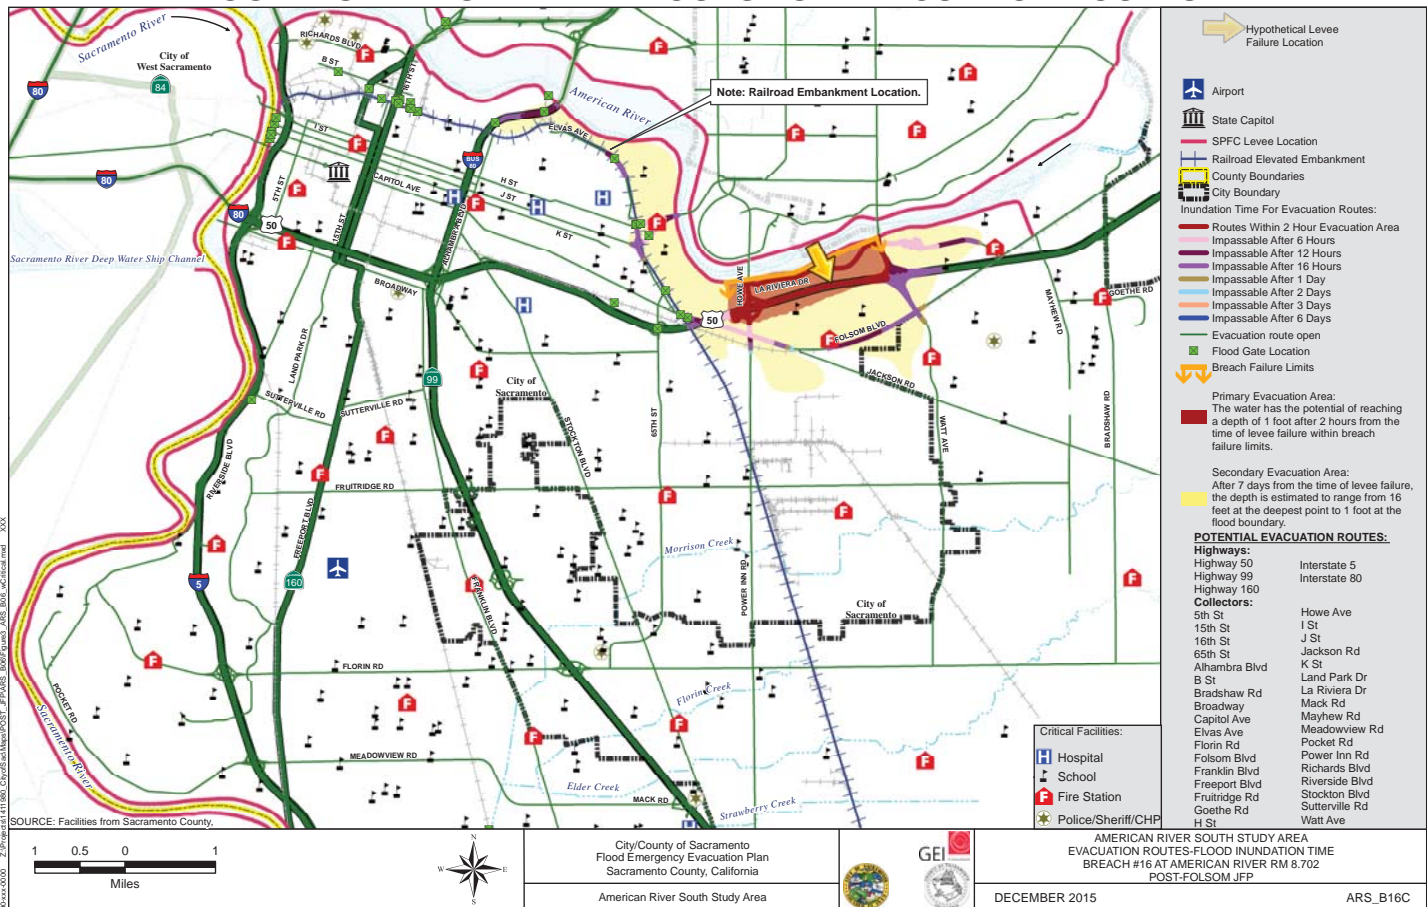 Sacramento River
City of
West Sacramento
84
80
80
80
50
RICHARDS BLVD
B ST
16TH ST
I ST
CAPITOL AVE
5TH ST
15TH ST
H ST
J ST
K ST
BUS
80
ALHAMBRA BLVD
ELVAS AVE
American River
Note: Railroad Embankment Location.
HOWE AVE
LA RIVIERA DR
50
FOLSOM BLVD
JACKSON RD
MAYHEW RD
GOETHE RD
BRADSHAW RD
WATT AVE
Sacramento River Deep Water Ship Channel
BROADWAY
LAND PARK DR
SUTTERVILLE RD
SUTTERVILLE RD
99
City of
Sacramento
STOCKTON BLVD
65TH ST
RIVERSIDE BLVD
FRUITRIDGE RD
FREEPORT BLVD
160
5
FRANKLIN BLVD
Morrison Creek
POWER INN RD
City of
Sacramento
FLORIN RD
POCKET RD
Sacramento River
Florin Creek
MEADOWVIEW RD
Elder Creek
MACK RD
Strawberry Creek
SOURCE: Facilities from Sacramento County,
Critical Facilities:
Hospital
School
Fire Station
Police/Sheriff/CHP
Hypothetical Levee
Failure Location
Airport
State Capitol
SPFC Levee Location
Railroad Elevated Embankment
County Boundaries
City Boundary
Inundation Time For Evacuation Routes:
Routes Within 2 Hour Evacuation Area
Impassable After 6 Hours
Impassable After 12 Hours
Impassable After 16 Hours
Impassable After 1 Day
Impassable After 2 Days
Impassable After 3 Days
Impassable After 6 Days
Evacuation route open
Flood Gate Location
Breach Failure Limits
Primary Evacuation Area:
The water has the potential of reaching
a depth of 1 foot after 2 hours from the
time of levee failure within breach
failure limits.
Secondary Evacuation Area:
After 7 days from the time of levee failure,
the depth is estimated to range from 16
feet at the deepest point to 1 foot at the
flood boundary.
POTENTIAL EVACUATION ROUTES:
Highways:
Highway 50
Highway 99
Highway 160
Interstate 5
Interstate 80
Collectors:
5th St
15th St
16th St
65th St
Alhambra Blvd
B St
Bradshaw Rd
Broadway
Capitol Ave
Elvas Ave
Florin Rd
Folsom Blvd
Franklin Blvd
Freeport Blvd
Fruitridge Rd
Goethe Rd
H St
Howe Ave
I St
J St
Jackson Rd
K St
Land Park Dr
La Riviera Dr
Mack Rd
Mayhew Rd
Meadowview Rd
Pocket Rd
Power Inn Rd
Richards Blvd
Riverside Blvd
Stockton Blvd
Sutterville Rd
Watt Ave
1 0.5 0 1
Miles
N
W E
S
City/County of Sacramento
Flood Emergency Evacuation Plan
Sacramento County, California
American River South Study Area
GEI
AMERICAN RIVER SOUTH STUDY AREA
EVACUATION ROUTES-FLOOD INUNDATION TIME
BREACH #16 AT AMERICAN RIVER RM 8.702
POST-FOLSOM JFP
DECEMBER 2015
ARS_B16C